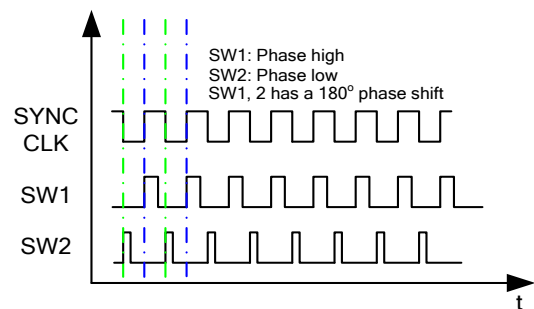 SW1: Phase high
SW2: Phase low
SW1, 2 has a 180° phase shift
SYNC
CLK
SW1
SW2
t